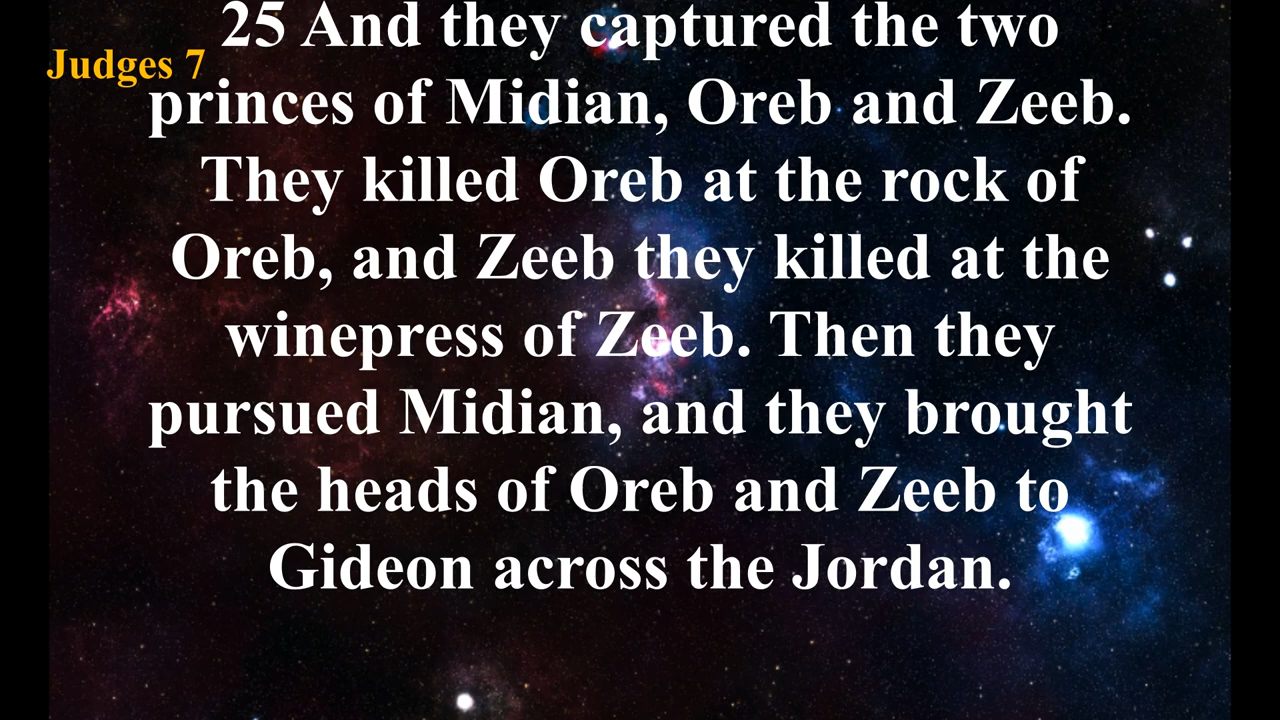 Judges 7
25 And they captured the two
princes of Midian, Oreb and Zeeb.
They killed Oreb at the rock of
Oreb, and Zeeb they killed at the
winepress of Zeeb. Then they
pursued Midian, and they brought
the heads of Oreb and Zeeb to
Gideon across the Jordan.